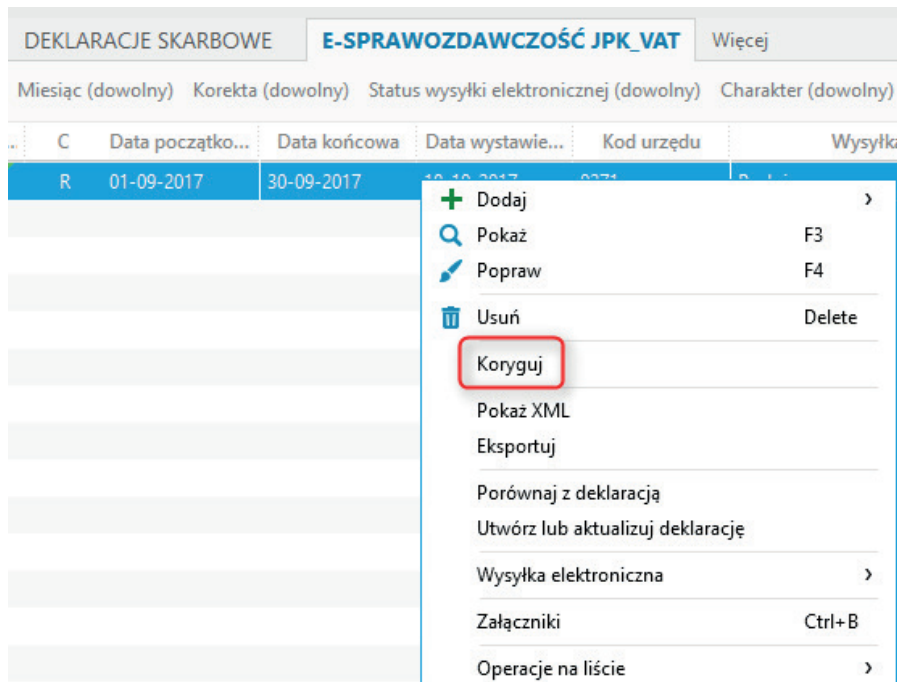 DEKLARACJE SKARBOWE E-SPRAWOZDAWCZOŚĆ JPK_VAT Więcej
Miesiąc (dowolny) Korekta (dowolny) Status wysyłki elektronicznej (dowolny) Charakter (dowolny)
C Data początko... Data końcowa Data wystawie... Kod urzędu Wysyłka
R 01-09-2017 30-09-2017
Dodaj
Pokaż F3
Popraw F4
Usuń Delete
Koryguj
Pokaż XML
Eksportuj
Porównaj z deklaracją
Utwórz lub aktualizuj deklarację
Wysyłka elektroniczna
Załączniki Ctrl+B
Operacje na liście